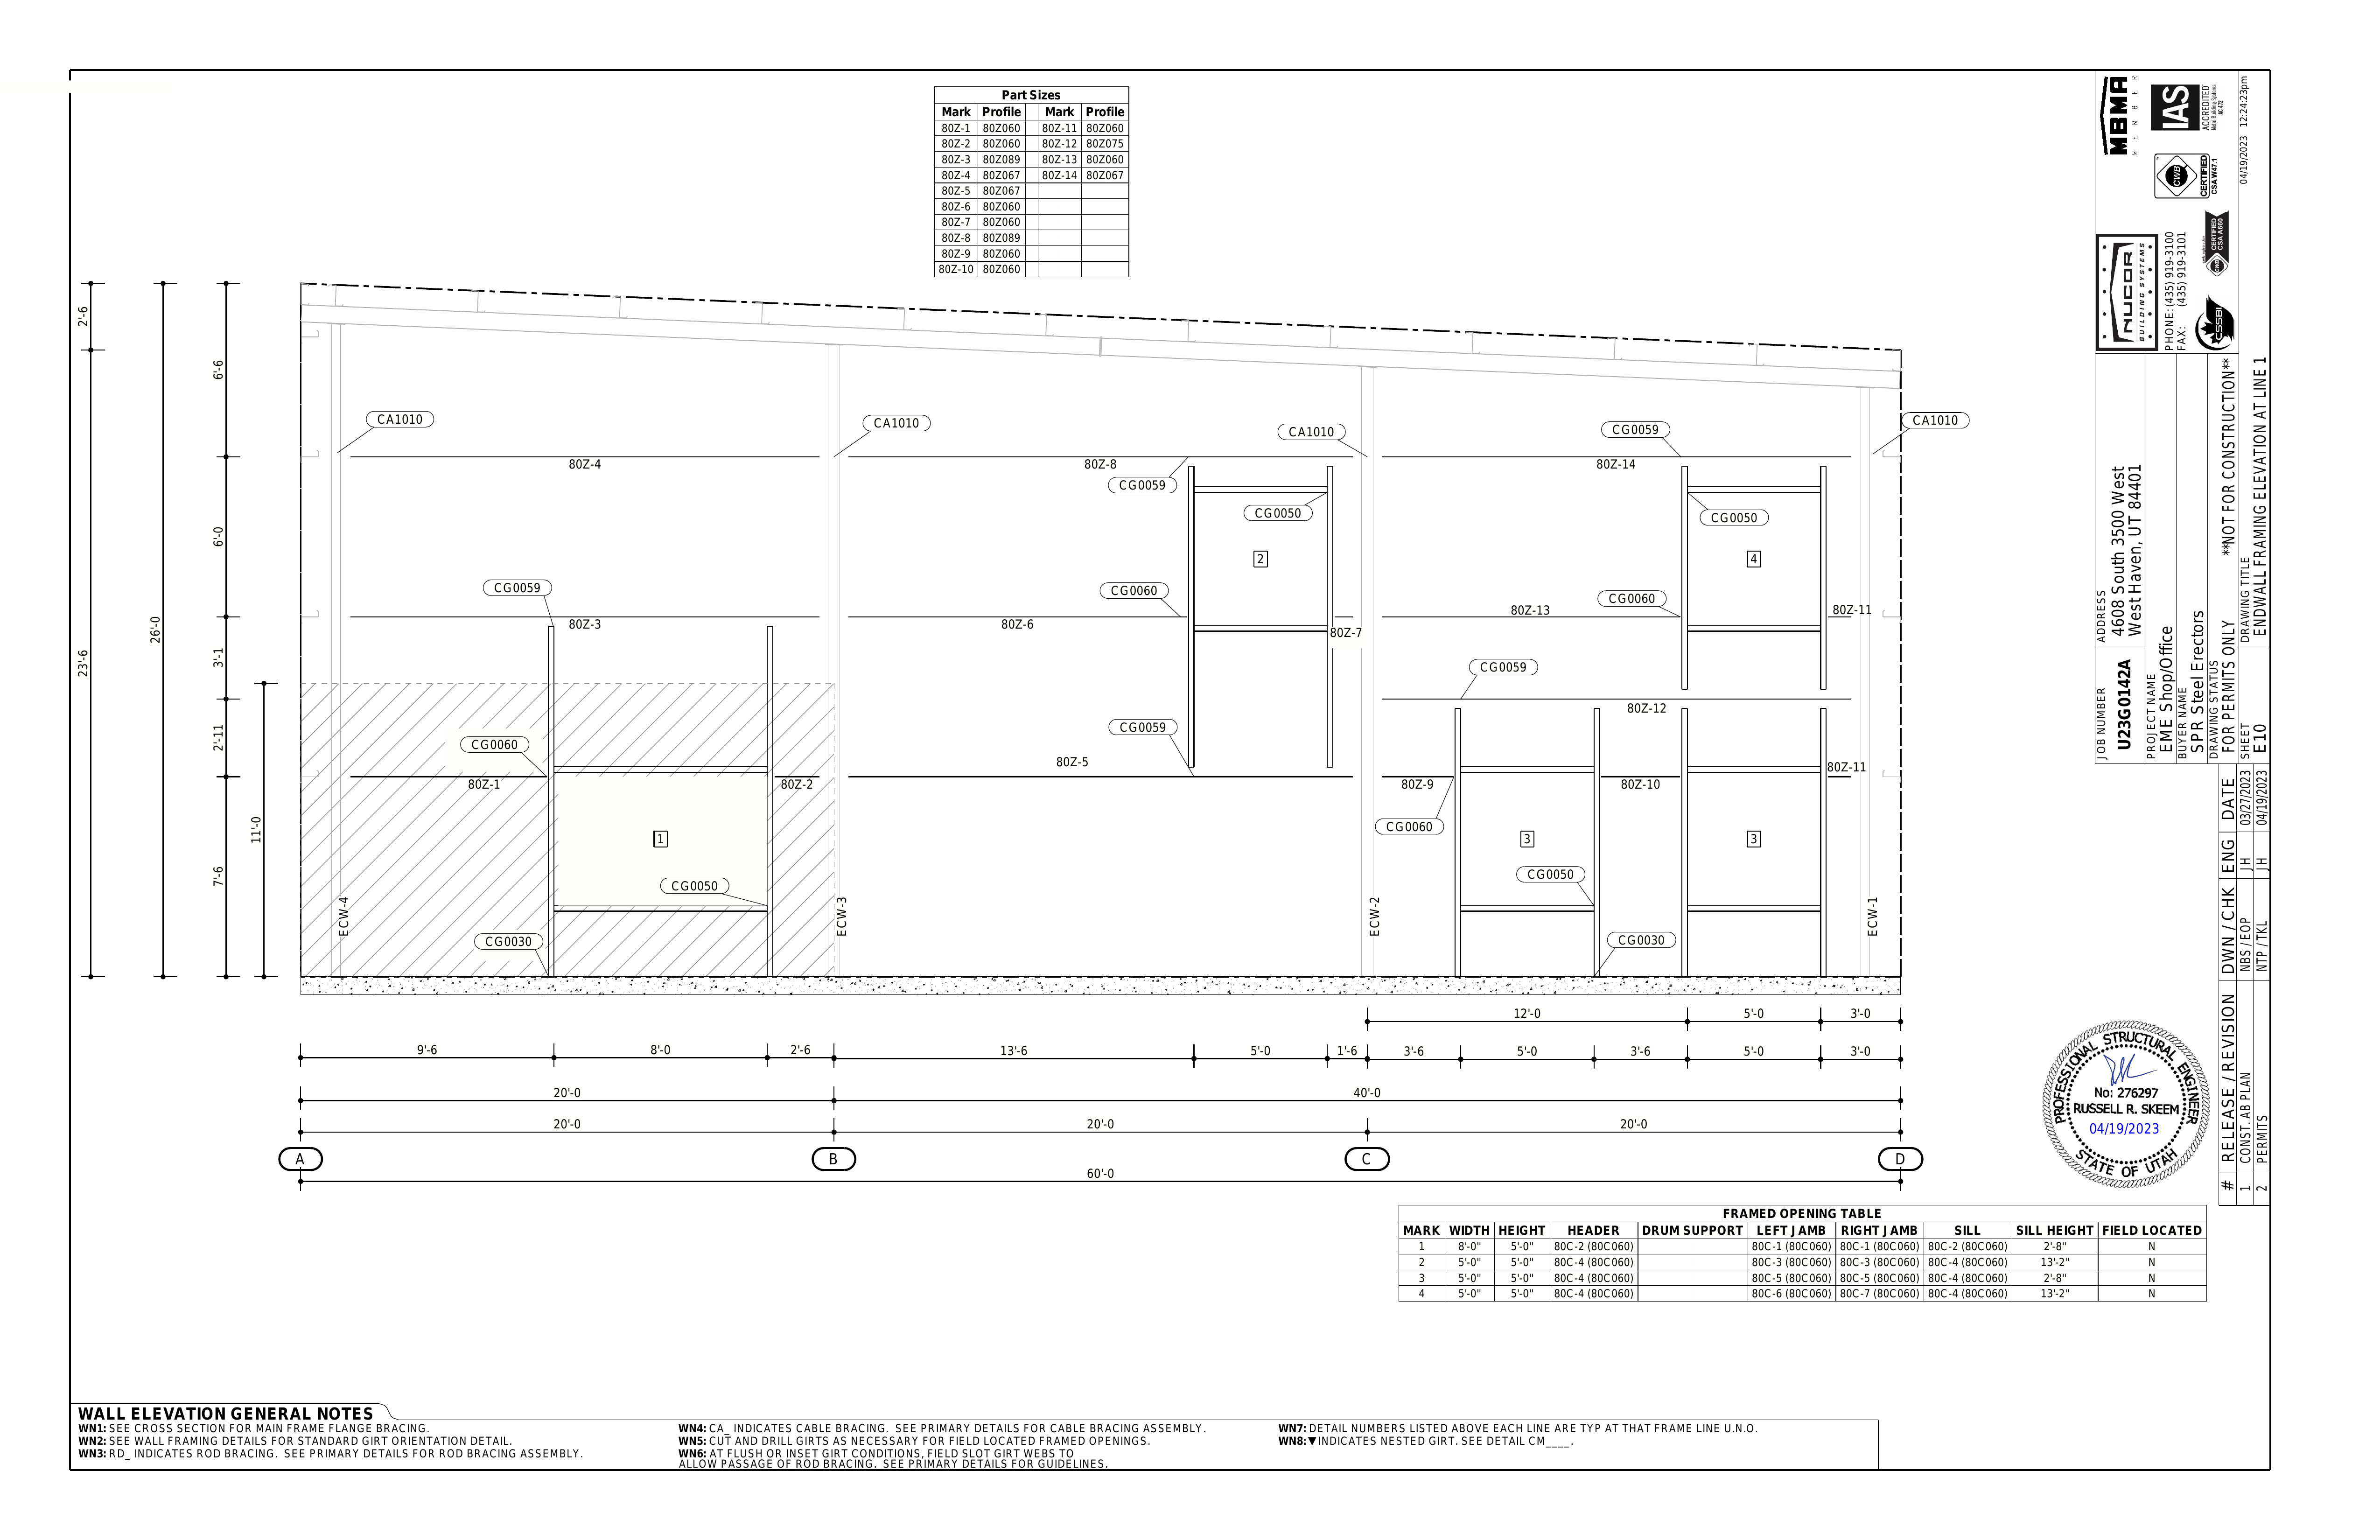 Part Sizes
Mark Profile Mark Profile
80Z-1 80Z060 80Z-11 80Z060
80Z-2 80Z060 80Z-12 80Z075
80Z-3 80Z089 80Z-13 80Z060
80Z-4 80Z067 80Z-14 80Z067
80Z-5 80Z067
80Z-6 80Z060
80Z-7 80Z060
80Z-8 80Z089
80Z-9 80Z060
80Z-10 80Z060
2'-6
23'-6
26'-0
6'-6
6'-0
3'-1
2'-11
7'-6
11'-0
CA1010
CA1010
CA1010
CG0059
CA1010
80Z-4
80Z-8
80Z-14
CG0059
CG0050
CG0050
2
4
CG0059
CG0060
CG0060
80Z-3
80Z-6
80Z-7
80Z-13
80Z-11
CG0059
80Z-12
CG0059
CG0060
80Z-5
80Z-11
80Z-1
80Z-2
80Z-9
80Z-10
CG0060
1
3
3
CG0050
CG0050
ECW-4
ECW-3
ECW-2
ECW-1
CG0030
CG0030
12'-0 5'-0 3'-0
9'-6 8'-0 2'-6 13'-6 5'-0 1'-6 3'-6 5'-0 3'-6 5'-0 3'-0
20'-0 40'-0
20'-0 20'-0 20'-0
A B C D
60'-0
FRAMED OPENING TABLE
MARK WIDTH HEIGHT HEADER DRUM SUPPORT LEFT JAMB RIGHT JAMB SILL SILL HEIGHT FIELD LOCATED
1 8'-0" 5'-0" 80C-2 (80C060) 80C-1 (80C060) 80C-1 (80C060) 80C-2 (80C060) 2'-8" N
2 5'-0" 5'-0" 80C-4 (80C060) 80C-3 (80C060) 80C-3 (80C060) 80C-4 (80C060) 13'-2" N
3 5'-0" 5'-0" 80C-4 (80C060) 80C-5 (80C060) 80C-5 (80C060) 80C-4 (80C060) 2'-8" N
4 5'-0" 5'-0" 80C-4 (80C060) 80C-6 (80C060) 80C-7 (80C060) 80C-4 (80C060) 13'-2" N
WALL ELEVATION GENERAL NOTES
WN1: SEE CROSS SECTION FOR MAIN FRAME FLANGE BRACING.
WN2: SEE WALL FRAMING DETAILS FOR STANDARD GIRT ORIENTATION DETAIL.
WN3: RD_ INDICATES ROD BRACING. SEE PRIMARY DETAILS FOR ROD BRACING ASSEMBLY.
WN4: CA_ INDICATES CABLE BRACING. SEE PRIMARY DETAILS FOR CABLE BRACING ASSEMBLY.
WN5: CUT AND DRILL GIRTS AS NECESSARY FOR FIELD LOCATED FRAMED OPENINGS.
WN6: AT FLUSH OR INSET GIRT CONDITIONS, FIELD SLOT GIRT WEBS TO
ALLOW PASSAGE OF ROD BRACING. SEE PRIMARY DETAILS FOR GUIDELINES.
WN7: DETAIL NUMBERS LISTED ABOVE EACH LINE ARE TYP AT THAT FRAME LINE U.N.O.
WN8:▼INDICATES NESTED GIRT. SEE DETAIL CM____.
MBMA
MEMBER
IAS
ACCREDITED
Metal Building Systems
AC 472
CWB
CERTIFIED
CSA W47.1
CWB
CERTIFIED
CSA A660
CSSBI
NUCOR
BUILDING SYSTEMS
PHONE:(435) 919-3100
FAX: (435) 919-3101
04/19/2023 12:24:23pm
JOB NUMBER
U23G0142A
ADDRESS
4608 South 3500 West
West Haven, UT 84401
PROJECT NAME
EME Shop/Office
BUYER NAME
SPR Steel Erectors
DRAWING STATUS
FOR PERMITS ONLY **NOT FOR CONSTRUCTION**
SHEET
E10
DRAWING TITLE
ENDWALL FRAMING ELEVATION AT LINE 1
# RELEASE / REVISION DWN / CHK ENG DATE
1 CONST. AB PLAN NBS / EOP JH 03/27/2023
2 PERMITS NTP / TKL JH 04/19/2023
PROFESSIONAL STRUCTURAL ENGINEER
No: 276297
RUSSELL R. SKEEM
04/19/2023
STATE OF UTAH